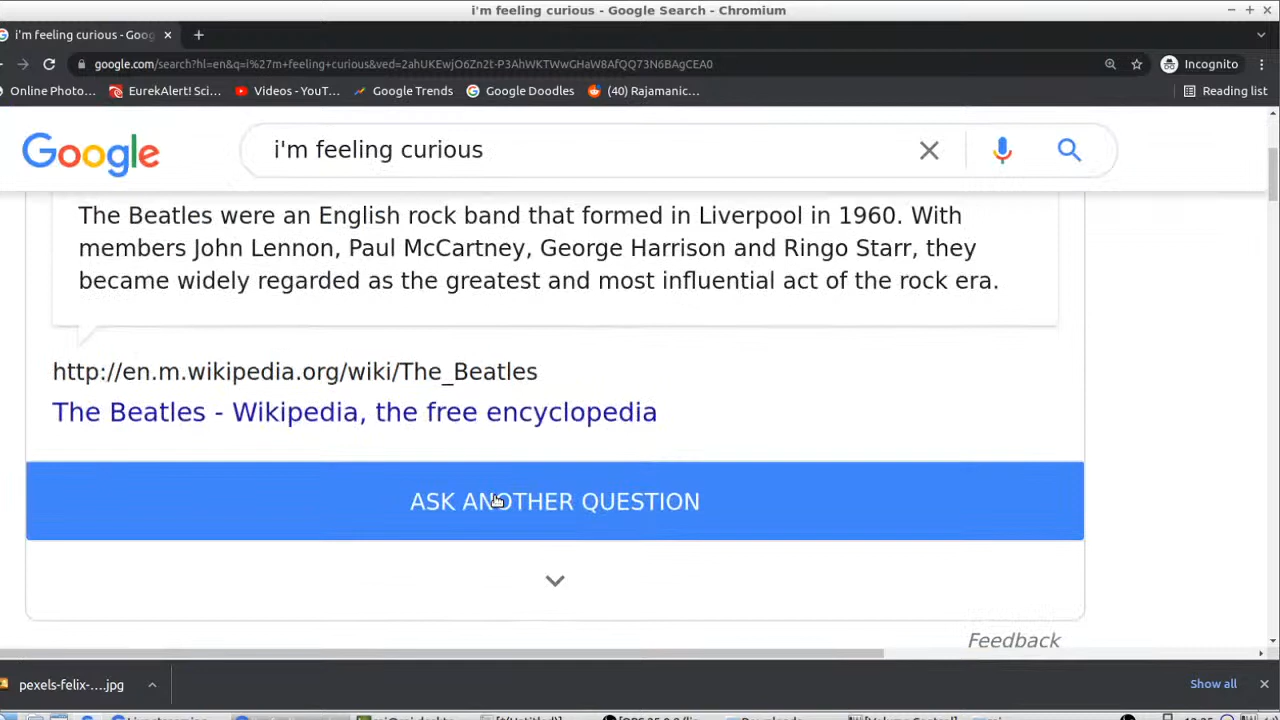 i'm feeling curious - Google Search - Chromium
i'm feeling curious - Goog
google.com/search?hl=en&q=i%27m+feeling+curious&ved=2ahUKEwjO6Zn2t-P3AhWKTWwGHaW8AfQQ73N6BAgCEA0
Incognito
Online Photo...
EurekAlert! Sci...
Videos - YouT...
Google Trends
Google Doodles
(40) Rajamanic...
Reading list
Google
i'm feeling curious
The Beatles were an English rock band that formed in Liverpool in 1960. With
members John Lennon, Paul McCartney, George Harrison and Ringo Starr, they
became widely regarded as the greatest and most influential act of the rock era.
http://en.m.wikipedia.org/wiki/The_Beatles
The Beatles - Wikipedia, the free encyclopedia
ASK ANOTHER QUESTION
Feedback
pexels-felix-....jpg
Show all